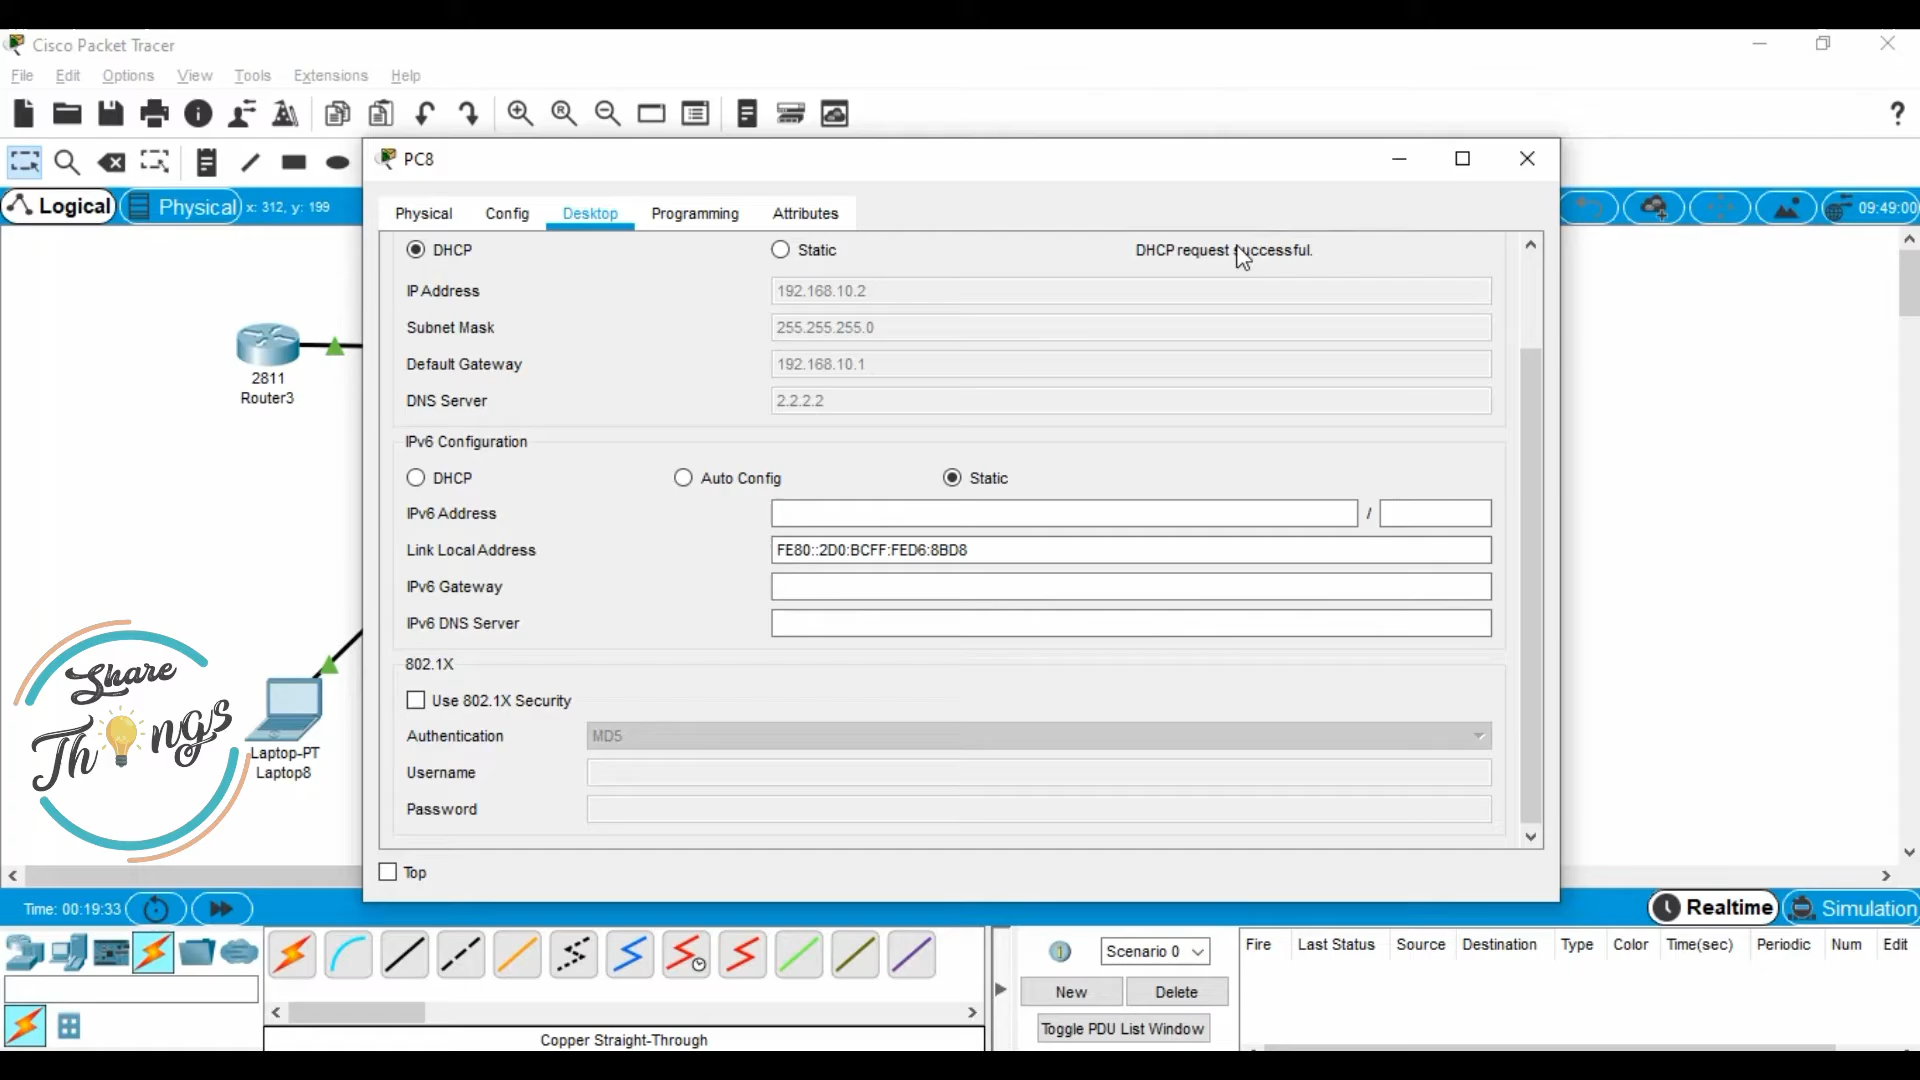 Cisco Packet Tracer
File Edit Options View Tools Extensions Help
?
PC8
Logical Physical x: 312, y: 199 09:49:00
Physical Config Desktop Programming Attributes
DHCP Static DHCP request successful.
IP Address 192.168.10.2
Subnet Mask 255.255.255.0
Default Gateway 192.168.10.1
DNS Server 2.2.2.2
IPv6 Configuration
DHCP Auto Config Static
IPv6 Address /
Link Local Address FE80::2D0:BCFF:FED6:8BD8
IPv6 Gateway
IPv6 DNS Server
802.1X
Use 802.1X Security
Authentication MD5
Username
Password
Top
2811
Router3
Share
Things
Laptop-PT
Laptop8
Time: 00:19:33 Realtime Simulation
Scenario 0 Fire Last Status Source Destination Type Color Time(sec) Periodic Num Edit
New Delete
Toggle PDU List Window
Copper Straight-Through